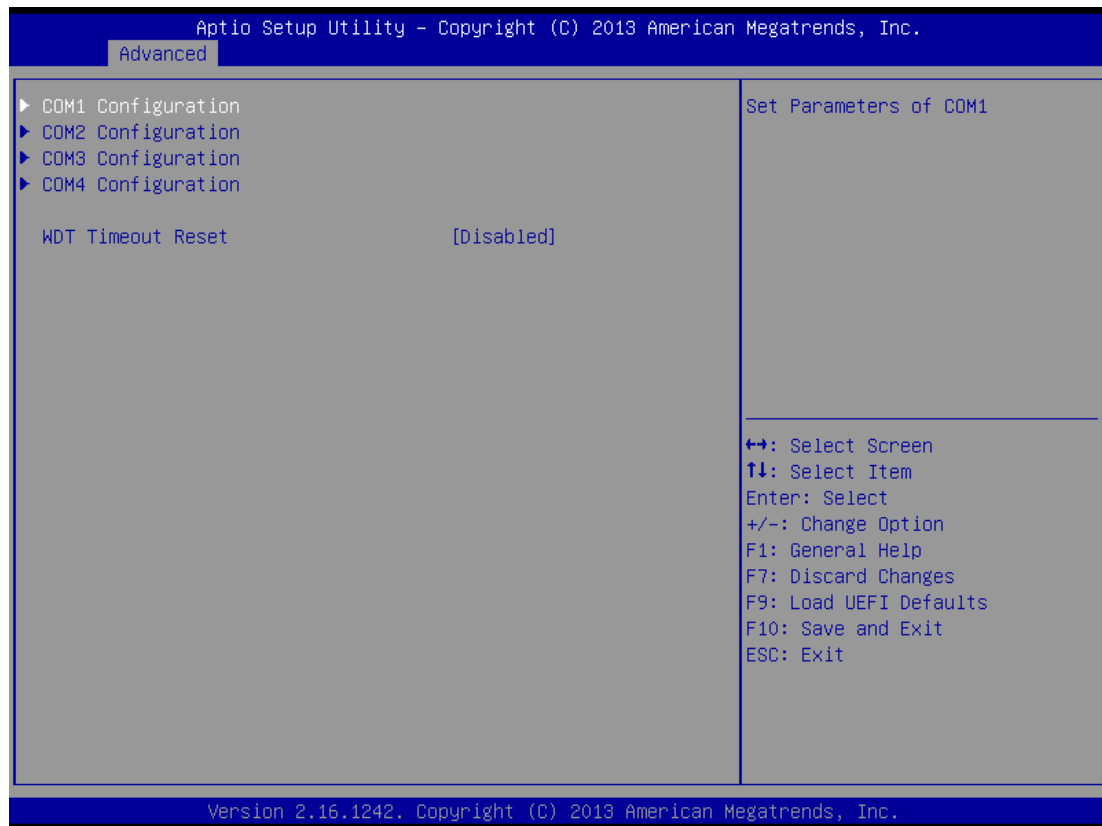 Aptio Setup Utility – Copyright (C) 2013 American Megatrends, Inc.
Advanced
► COM1 Configuration
► COM2 Configuration
► COM3 Configuration
► COM4 Configuration
WDT Timeout Reset [Disabled]
Set Parameters of COM1
↔: Select Screen
↑↓: Select Item
Enter: Select
+/-: Change Option
F1: General Help
F7: Discard Changes
F9: Load UEFI Defaults
F10: Save and Exit
ESC: Exit
Version 2.16.1242. Copyright (C) 2013 American Megatrends, Inc.